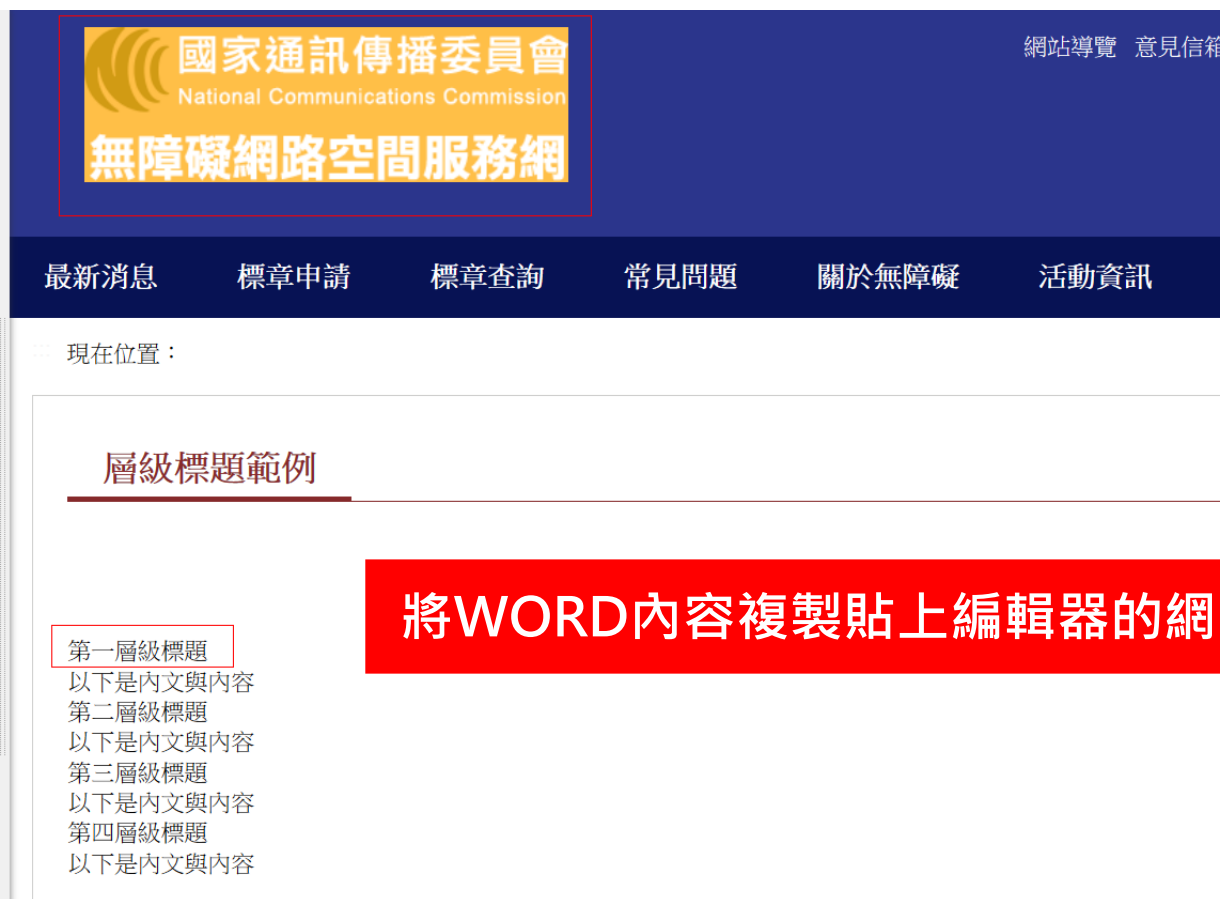 國家通訊傳播委員會
National Communications Commission
無障礙網路空間服務網
網站導覽 意見信箱
最新消息 標章申請 標章查詢 常見問題 關於無障礙 活動資訊
::: 現在位置：
層級標題範例
將WORD內容複製貼上編輯器的網
第一層級標題
以下是內文與內容
第二層級標題
以下是內文與內容
第三層級標題
以下是內文與內容
第四層級標題
以下是內文與內容